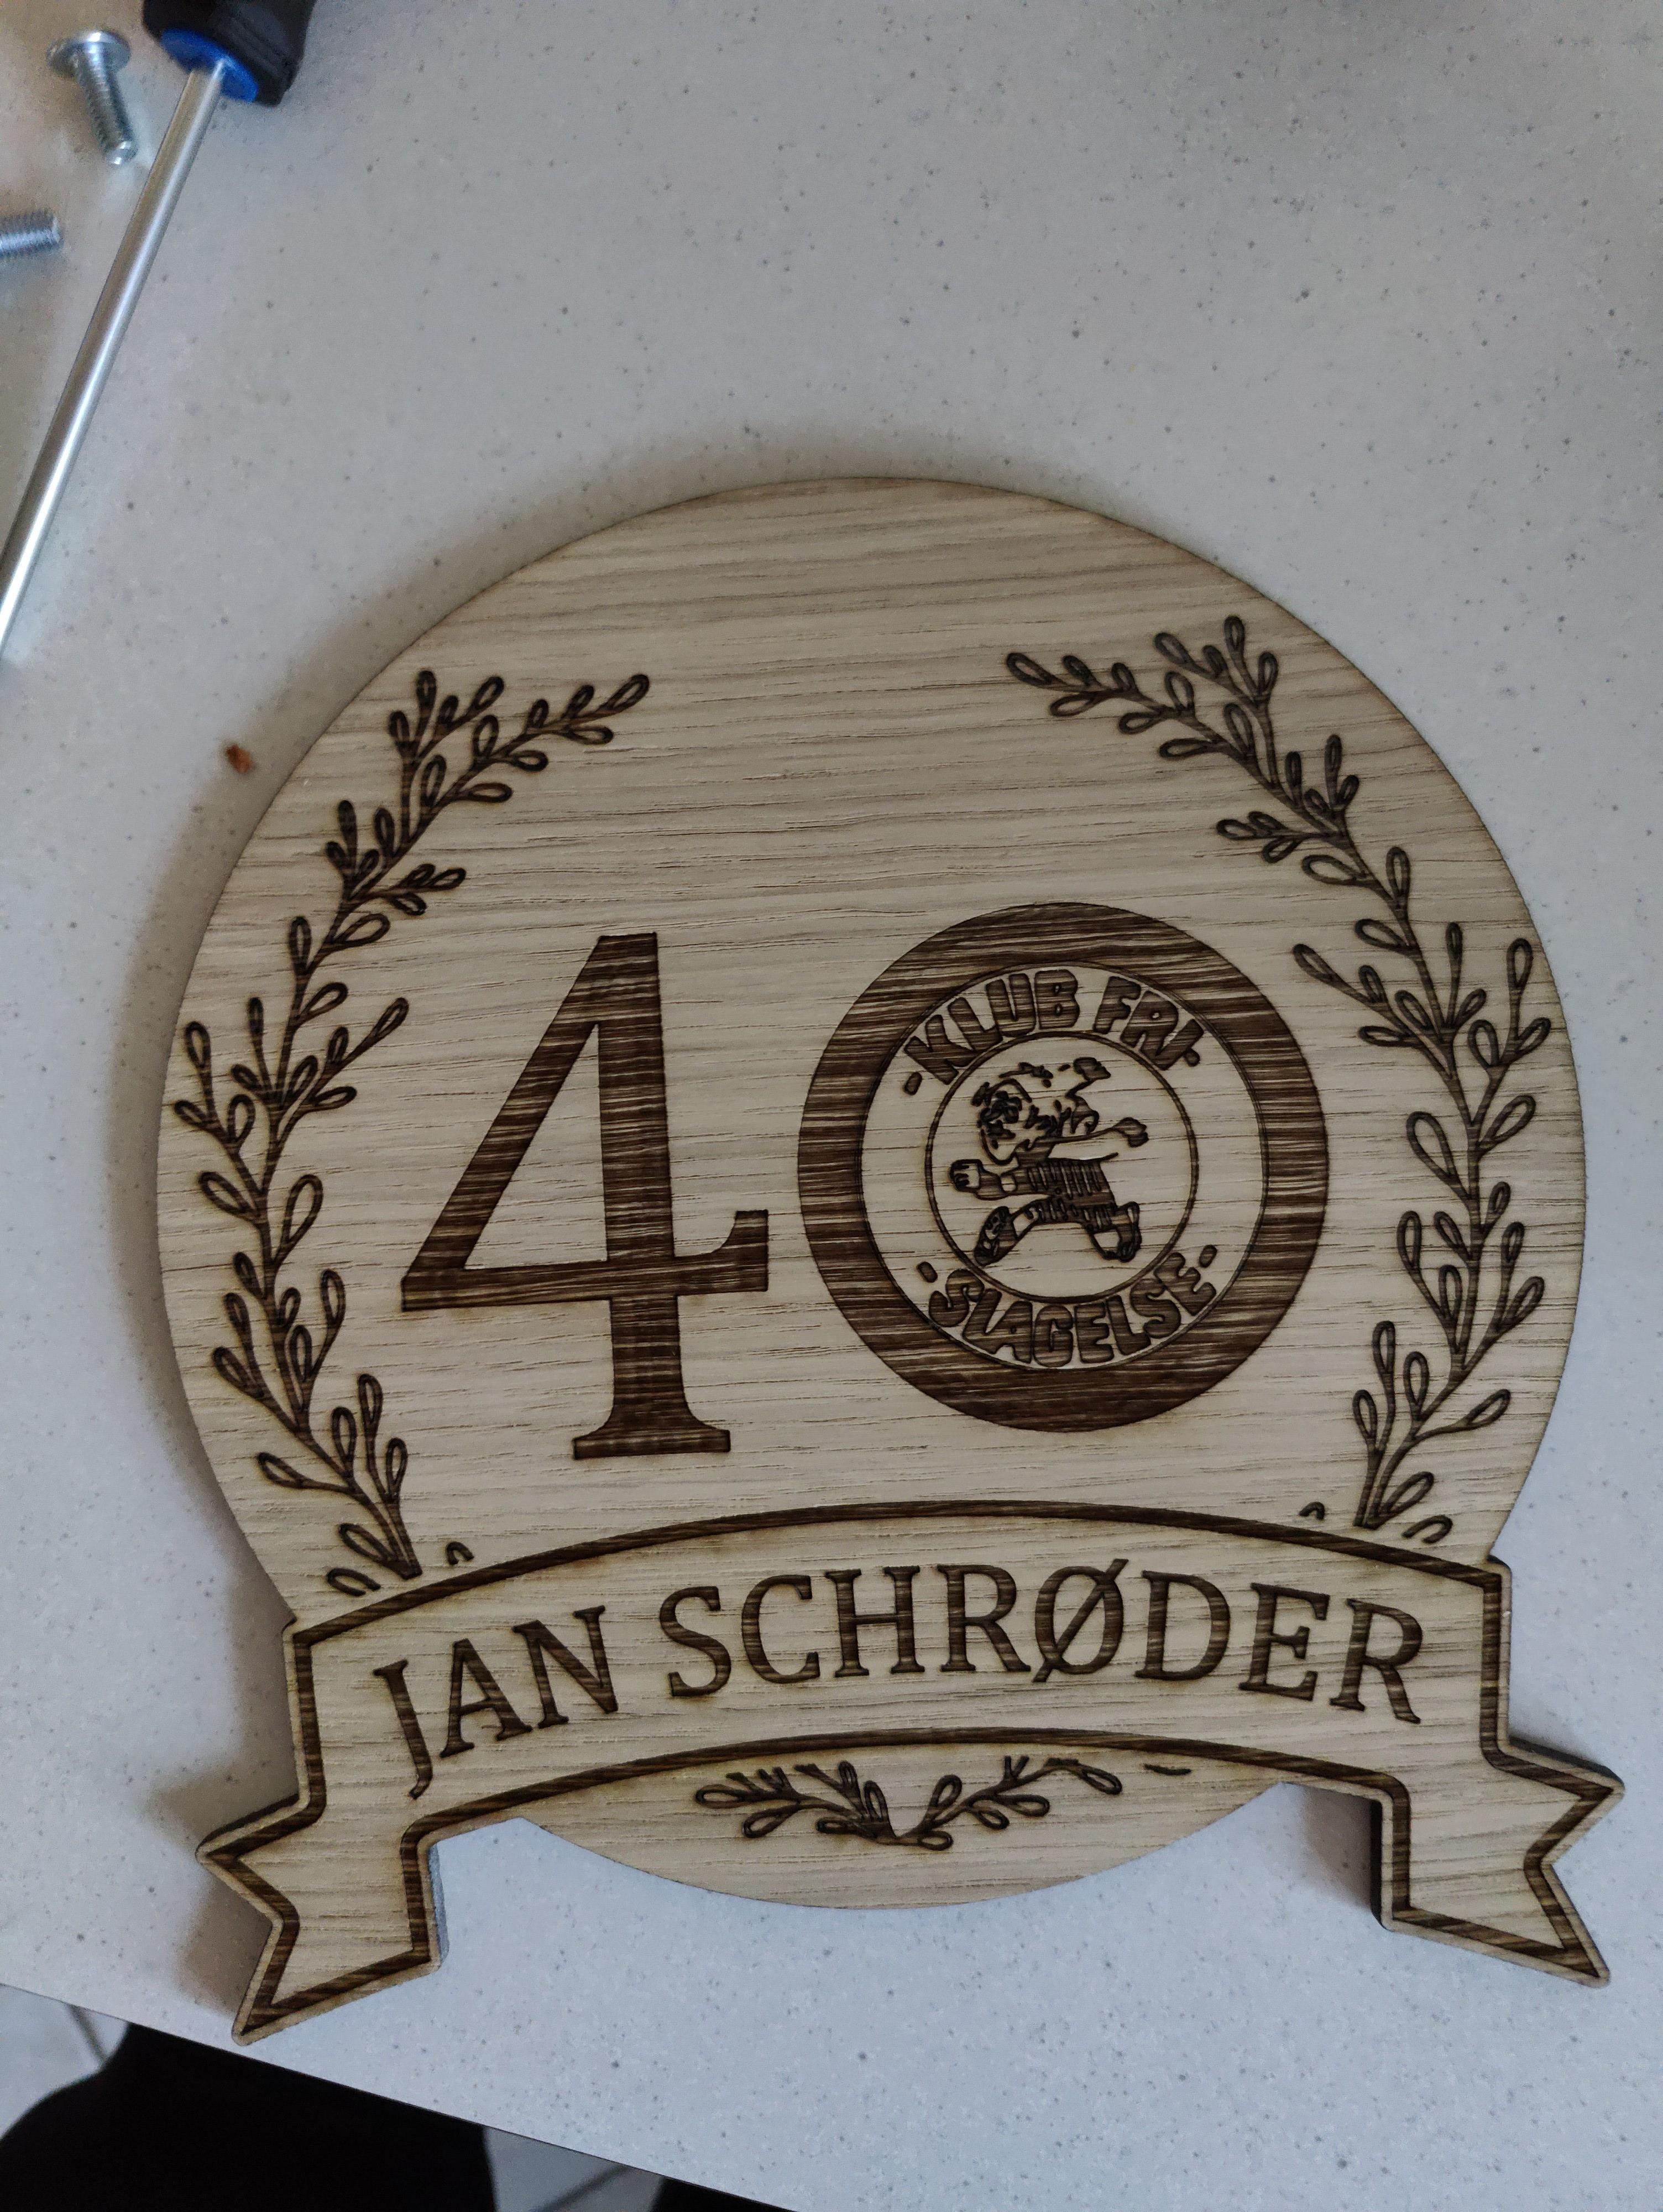 40
-KLUB FRI-
-SLAGELSE-
JAN SCHRØDER